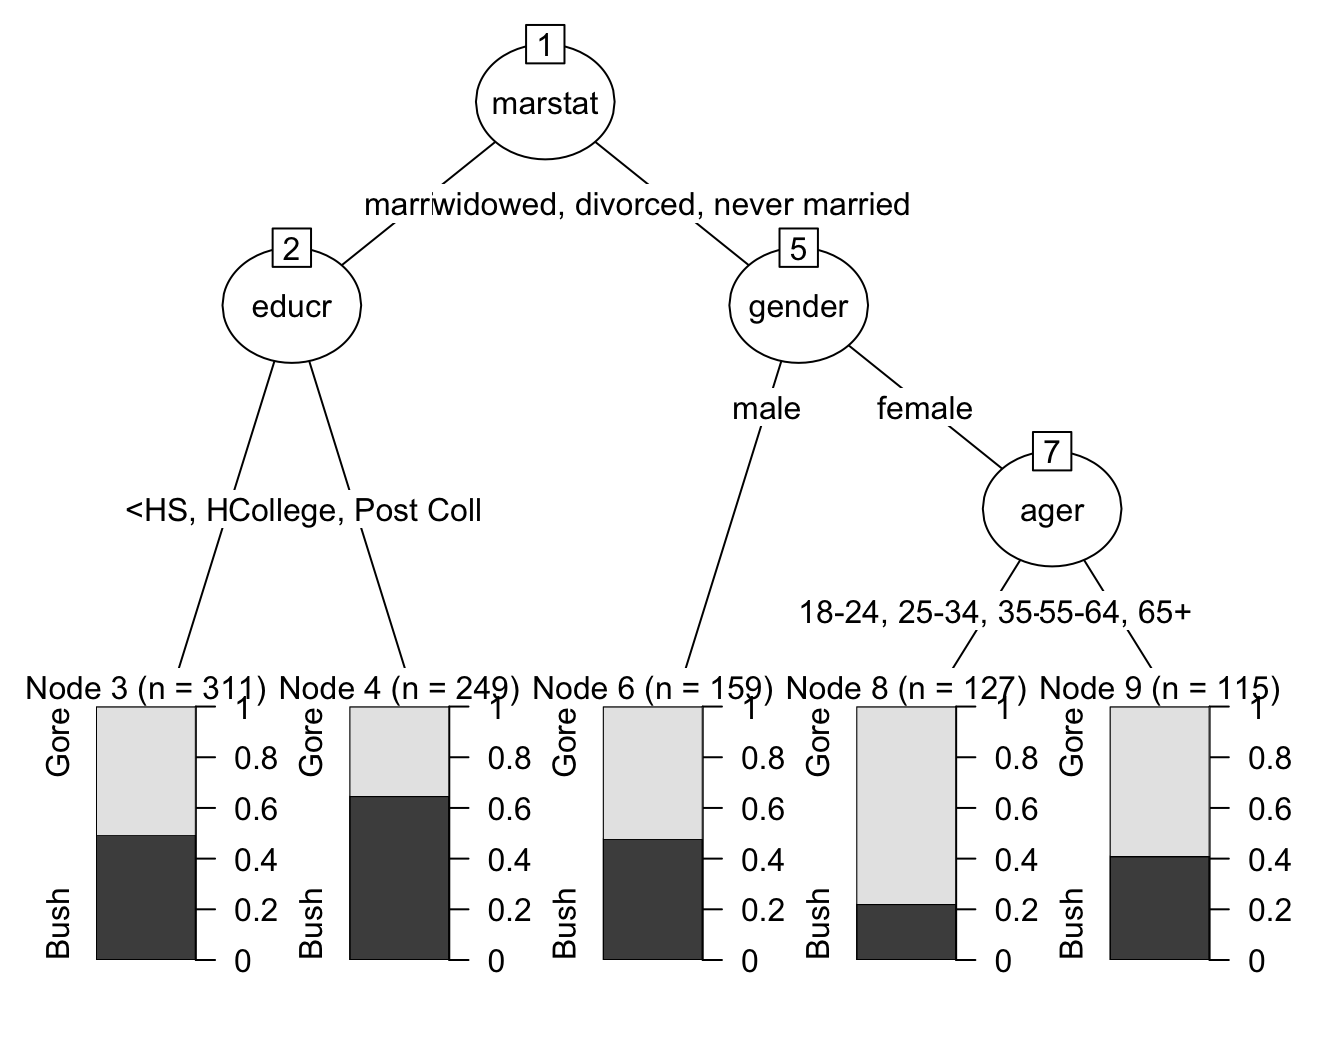 1
marstat
marriwidowed, divorced, never married
2
5
educr
gender
male
female
7
ager
<HS, HCollege, Post Coll
18-24, 25-34, 35-55-64, 65+
Node 3 (n = 311)
Node 4 (n = 249)
Node 6 (n = 159)
Node 8 (n = 127)
Node 9 (n = 115)
Gore
Bush
1
0.8
0.6
0.4
0.2
0
Gore
Bush
1
0.8
0.6
0.4
0.2
0
Gore
Bush
1
0.8
0.6
0.4
0.2
0
Gore
Bush
1
0.8
0.6
0.4
0.2
0
Gore
Bush
1
0.8
0.6
0.4
0.2
0